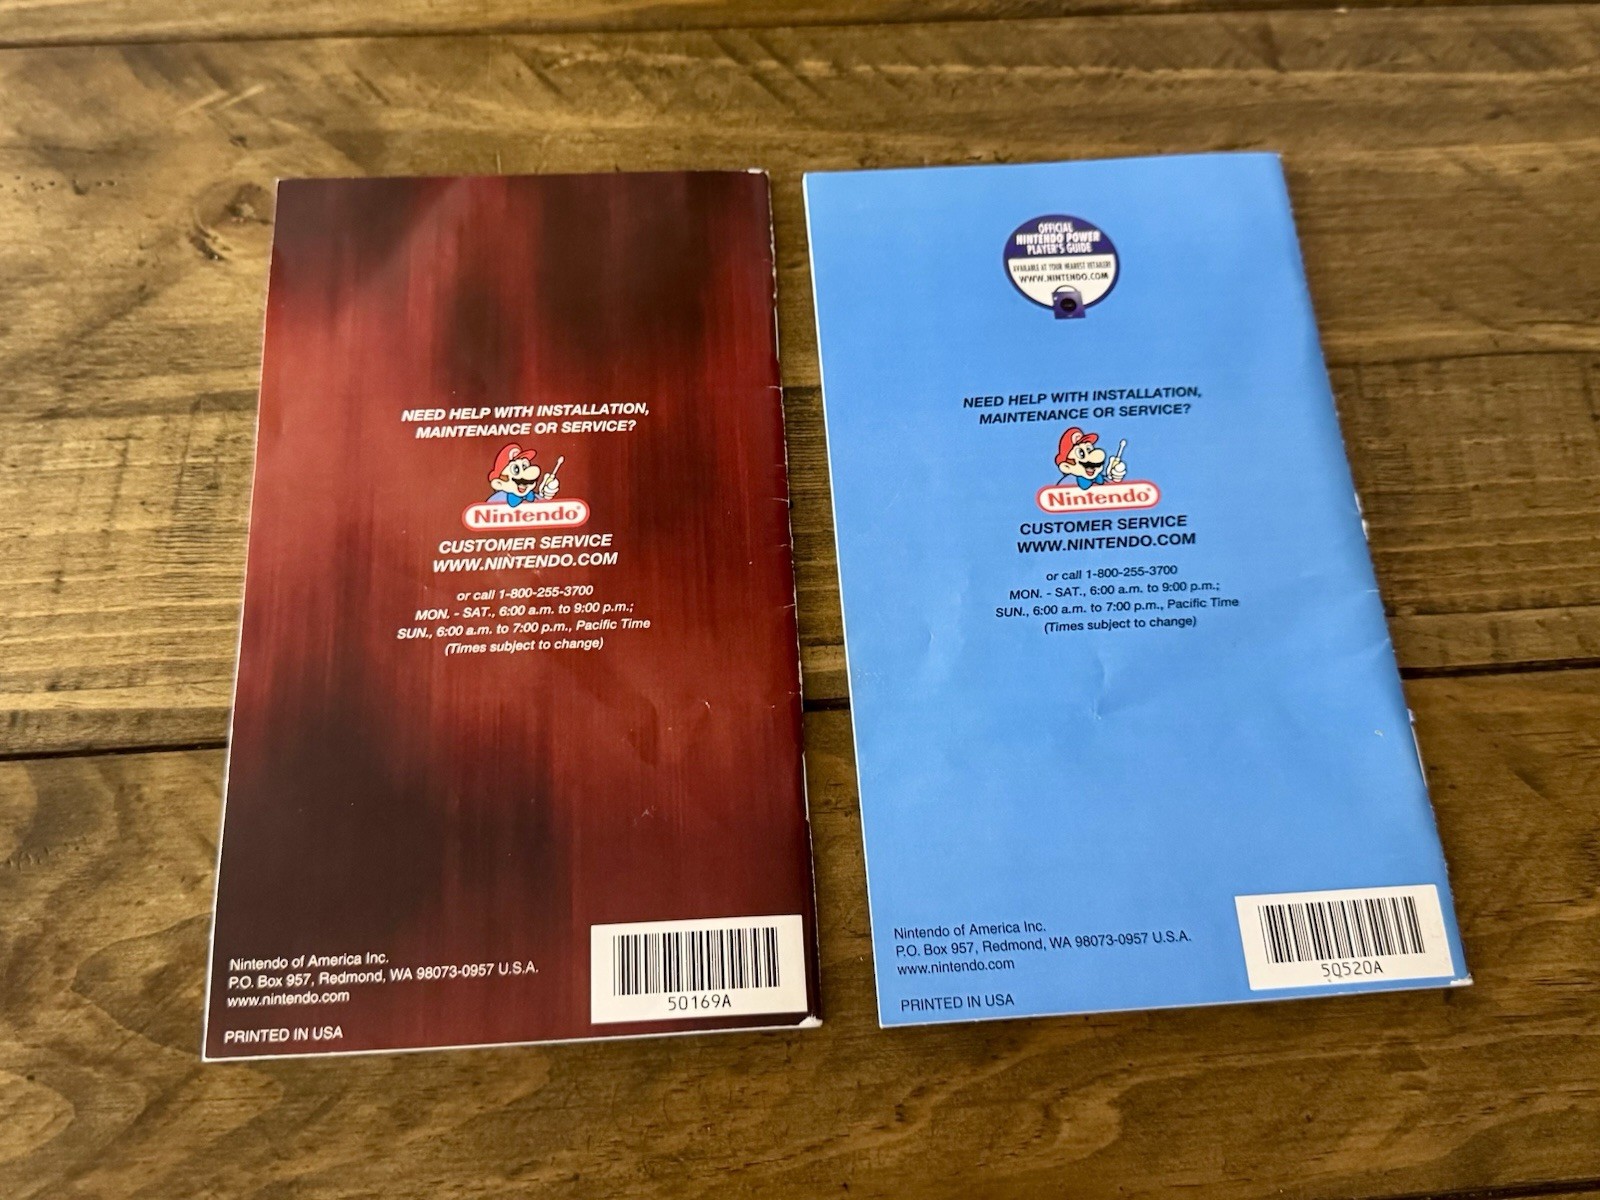 NEED HELP WITH INSTALLATION,
MAINTENANCE OR SERVICE?
Nintendo®
CUSTOMER SERVICE
WWW.NINTENDO.COM
or call 1-800-255-3700
MON. - SAT., 6:00 a.m. to 9:00 p.m.;
SUN., 6:00 a.m. to 7:00 p.m., Pacific Time
(Times subject to change)
Nintendo of America Inc.
P.O. Box 957, Redmond, WA 98073-0957 U.S.A.
www.nintendo.com
PRINTED IN USA
50169A
OFFICIAL
NINTENDO POWER
PLAYER'S GUIDE
AVAILABLE AT YOUR NEAREST RETAILER!
WWW.NINTENDO.COM
NEED HELP WITH INSTALLATION,
MAINTENANCE OR SERVICE?
Nintendo®
CUSTOMER SERVICE
WWW.NINTENDO.COM
or call 1-800-255-3700
MON. - SAT., 6:00 a.m. to 9:00 p.m.;
SUN., 6:00 a.m. to 7:00 p.m., Pacific Time
(Times subject to change)
Nintendo of America Inc.
P.O. Box 957, Redmond, WA 98073-0957 U.S.A.
www.nintendo.com
PRINTED IN USA
50520A